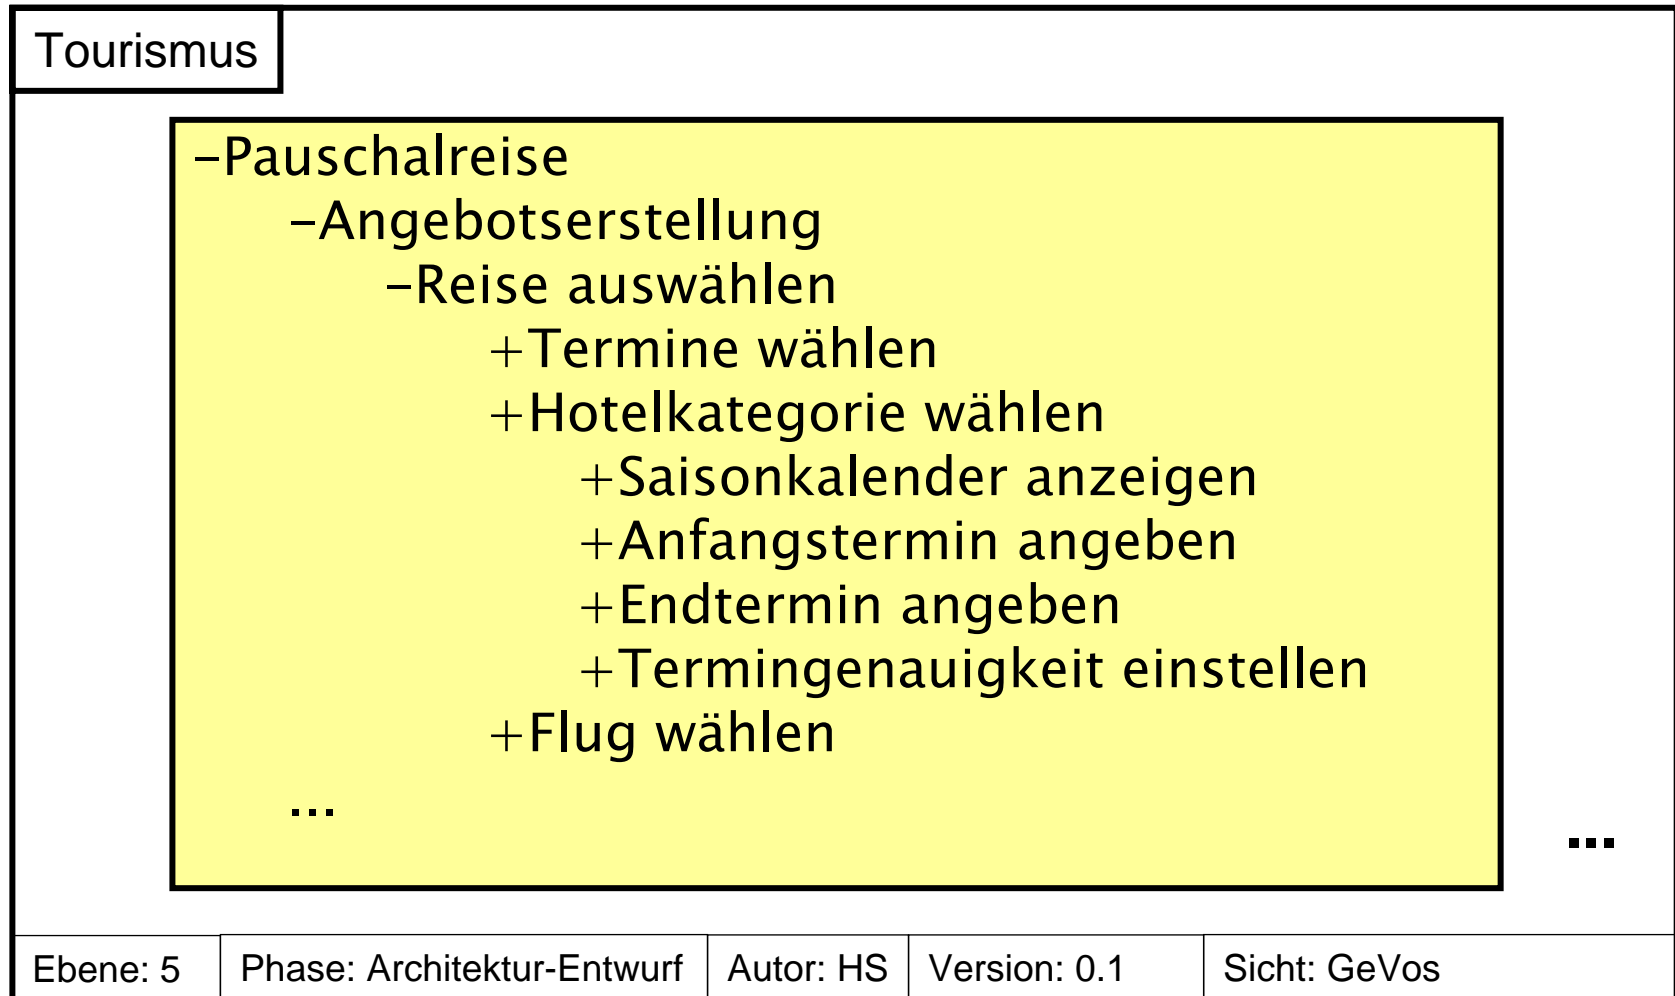 Tourismus
–Pauschalreise
–Angebotserstellung
–Reise auswählen
+Termine wählen
+Hotelkategorie wählen
+Saisonkalender anzeigen
+Anfangstermin angeben
+Endtermin angeben
+Termingenauigkeit einstellen
+Flug wählen
...
...
Ebene: 5 Phase: Architektur-Entwurf Autor: HS Version: 0.1 Sicht: GeVos